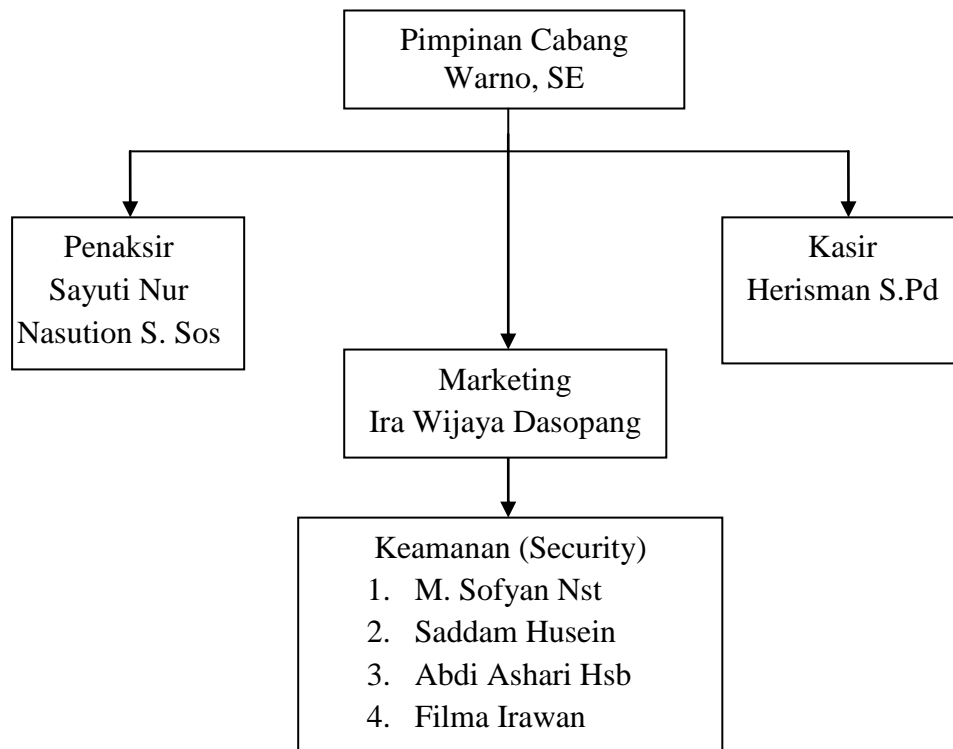 Pimpinan Cabang
Warno, SE
Penaksir
Sayuti Nur
Nasution S. Sos
Kasir
Herisman S.Pd
Marketing
Ira Wijaya Dasopang
Keamanan (Security)
1. M. Sofyan Nst
2. Saddam Husein
3. Abdi Ashari Hsb
4. Filma Irawan